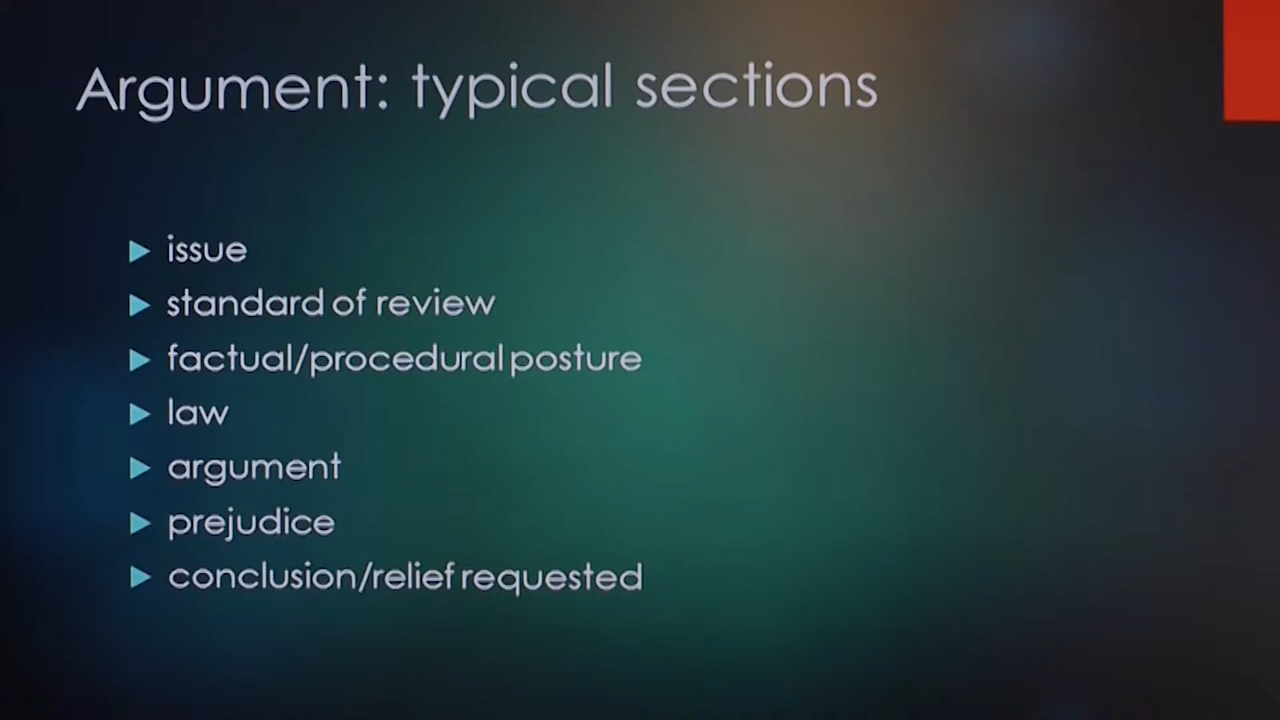 Argument: typical sections
issue
standard of review
factual/procedural posture
law
argument
prejudice
conclusion/relief requested